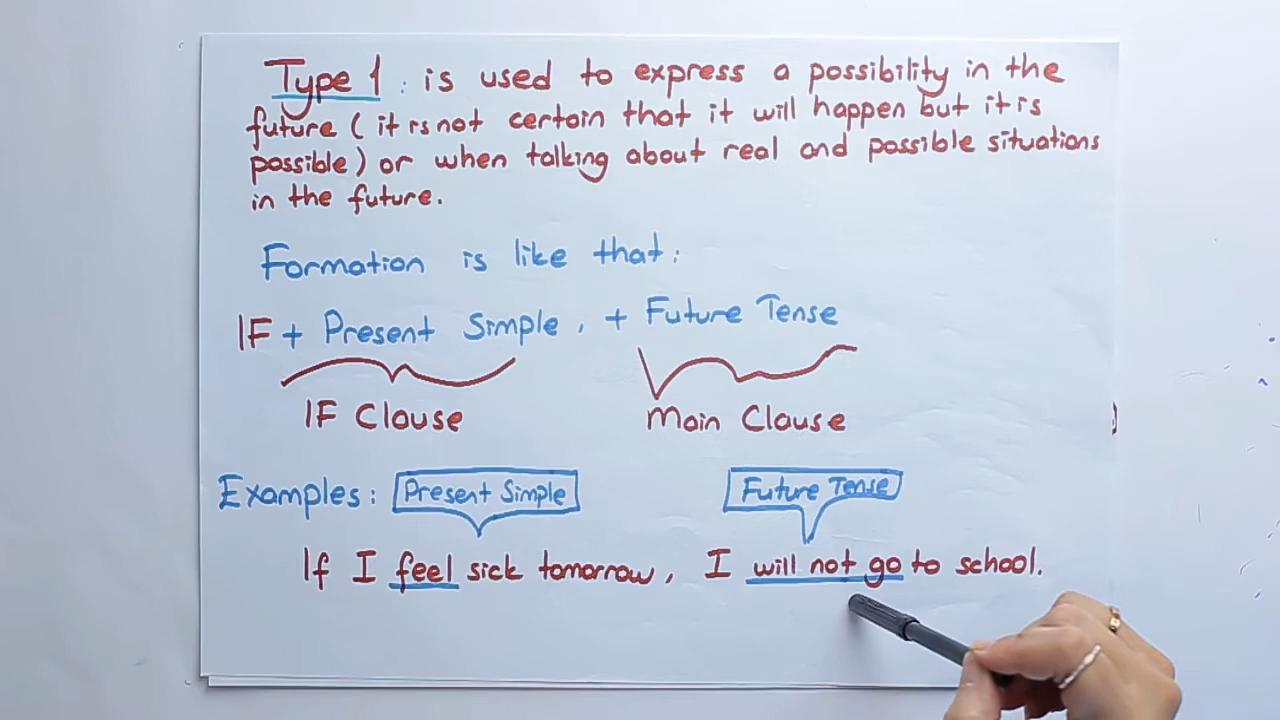 Type 1 : is used to express a possibility in the
future ( it is not certain that it will happen but it is
possible ) or when talking about real and possible situations
in the future.
Formation is like that:
IF + Present Simple , + Future Tense
IF Clause Main Clause
Examples: Present Simple Future Tense
If I feel sick tomorrow, I will not go to school.